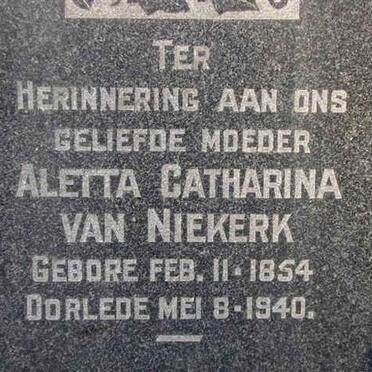 TER
HERINNERING AAN ONS
GELIEFDE MOEDER
ALETTA CATHARINA
VAN NIEKERK
GEBORE FEB. 11-1854
OORLEDE MEI 8-1940.